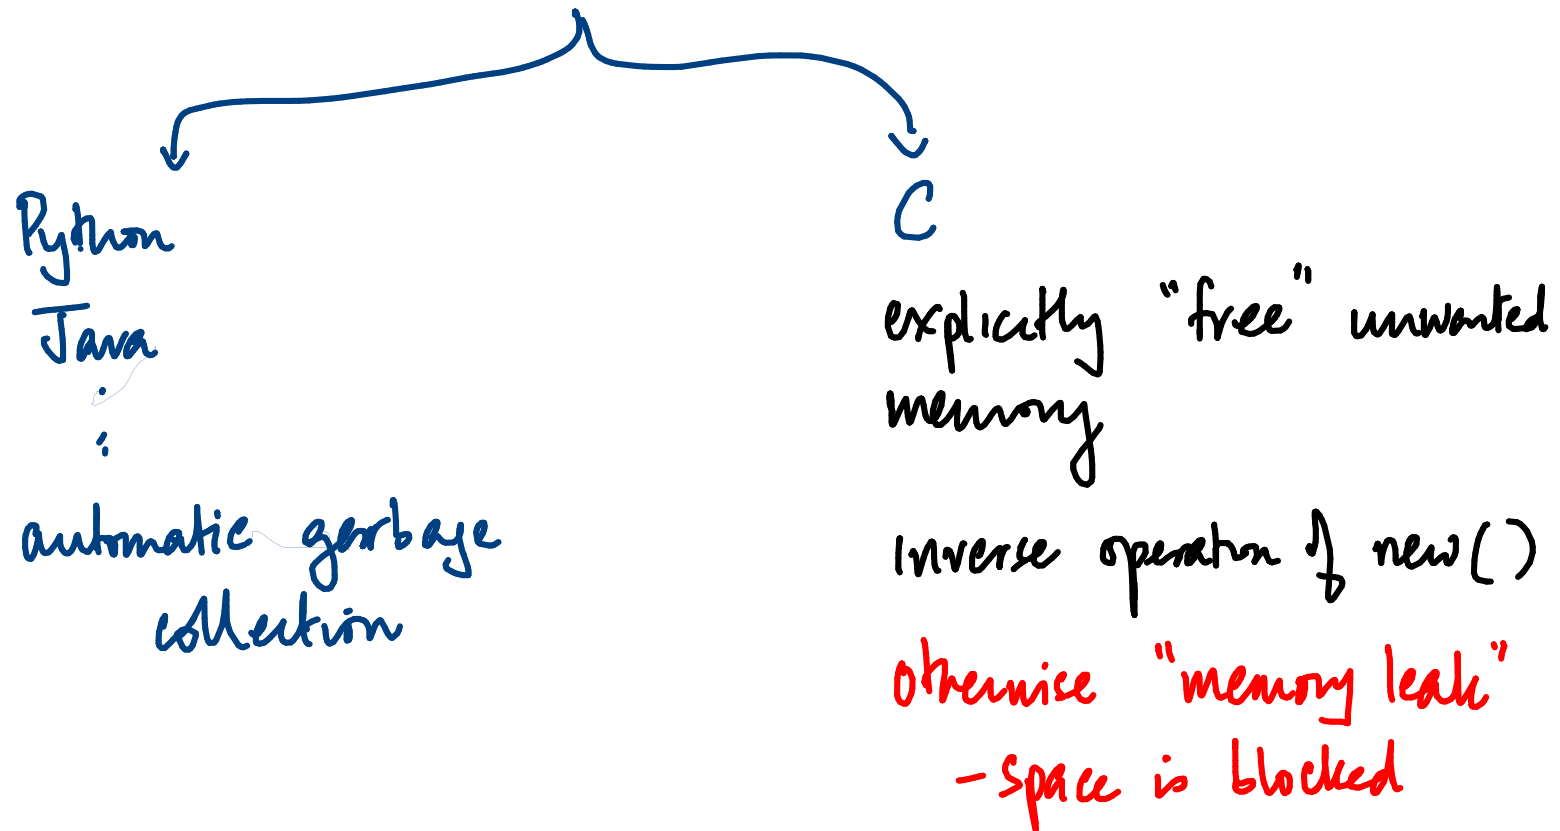 Python
Java
:
automatic garbage
collection
C
explicitly "free" unwanted
memory
inverse operation of new()
otherwise "memory leak"
- space is blocked